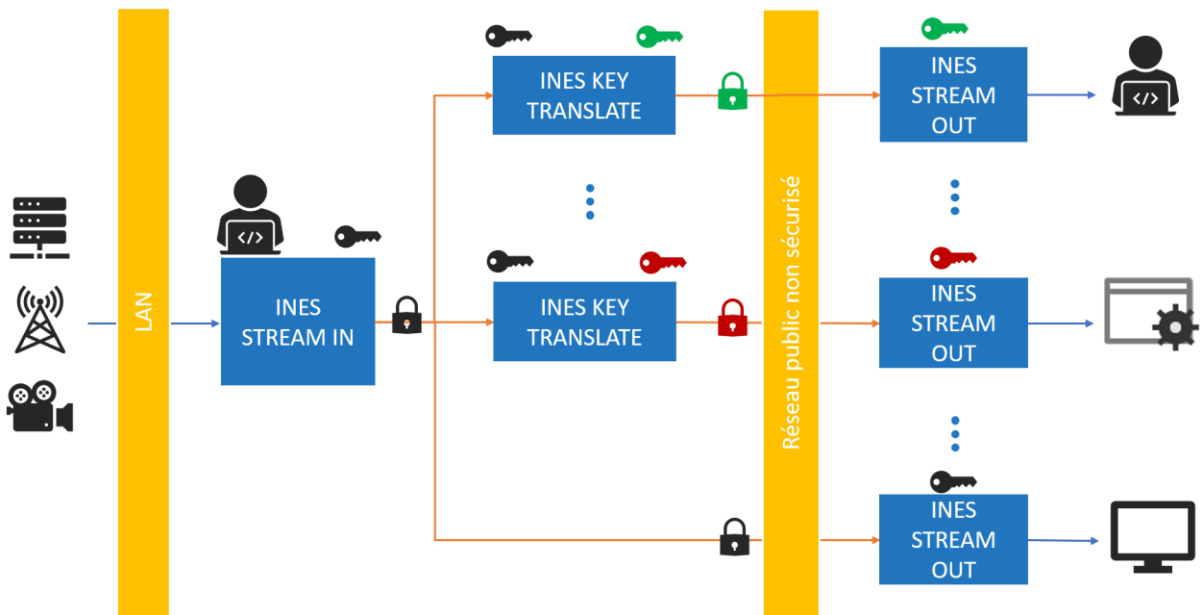 LAN
</>
INES
STREAM IN
INES KEY
TRANSLATE
INES KEY
TRANSLATE
Réseau public non sécurisé
INES
STREAM
OUT
</>
INES
STREAM
OUT
INES
STREAM
OUT